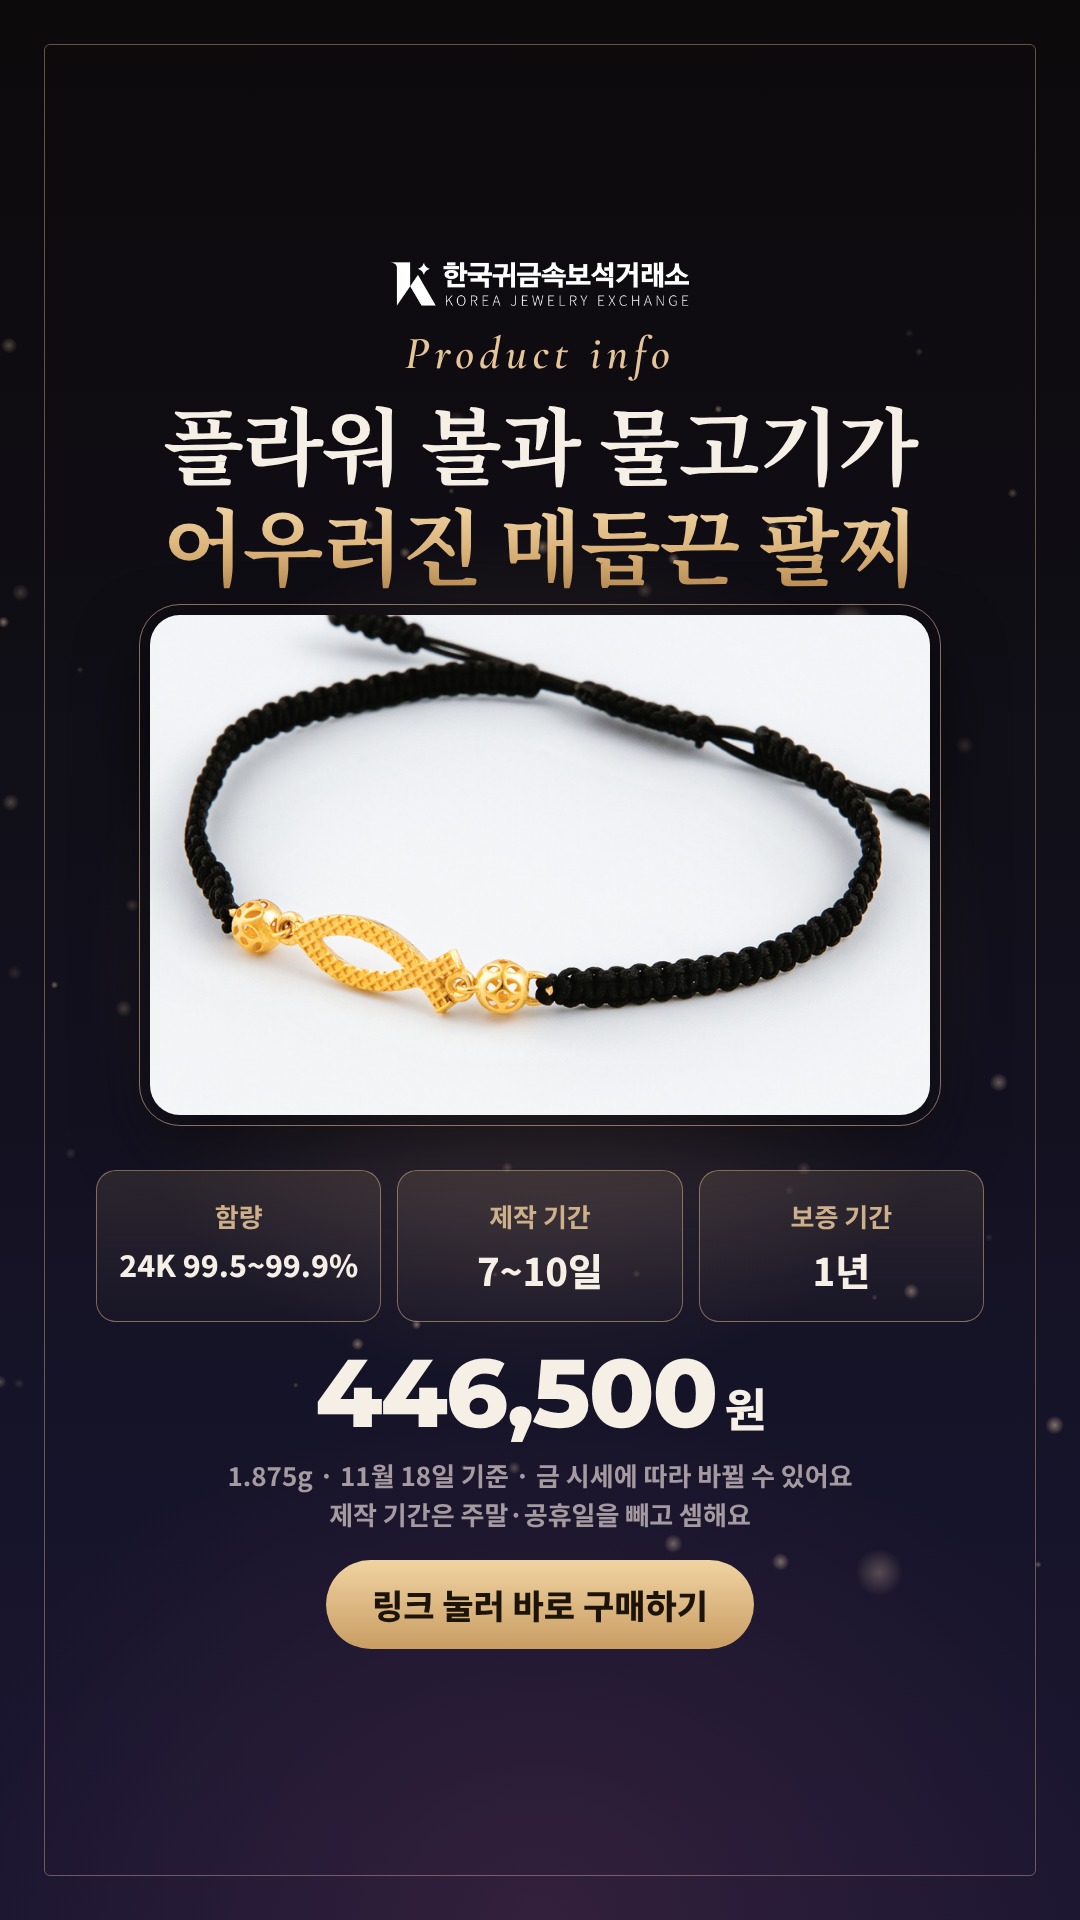 한국귀금속보석거래소
KOREA JEWELRY EXCHANGE
Product info
플라워 볼과 물고기가
어우러진 매듭끈 팔찌
함량
24K 99.5~99.9%
제작 기간
7~10일
보증 기간
1년
446,500원
1.875g · 11월 18일 기준 · 금 시세에 따라 바뀔 수 있어요
제작 기간은 주말·공휴일을 빼고 셈해요
링크 눌러 바로 구매하기